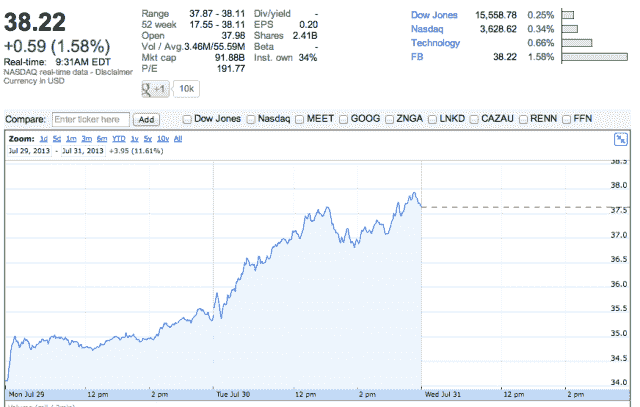 38.22
+0.59 (1.58%)
Real-time: 9:31AM EDT
NASDAQ real-time data - Disclaimer
Currency in USD
Range 37.87 - 38.11
52 week 17.55 - 38.11
Open 37.98
Vol / Avg. 3.46M/55.59M
Mkt cap 91.88B
P/E 191.77
Div/yield -
EPS 0.20
Shares 2.41B
Beta -
Inst. own 34%
+1 10k
Dow Jones 15,558.78 0.25%
Nasdaq 3,628.62 0.34%
Technology 0.66%
FB 38.22 1.58%
Compare: Enter ticker here Add Dow Jones Nasdaq MEET GOOG ZNGA LNKD CAZAU RENN FFN
Zoom: 1d 5d 1m 3m 6m YTD 1y 5y 10y All
Jul 29, 2013 - Jul 31, 2013 +3.95 (11.61%)
38.5
38.0
37.5
37.0
36.5
36.0
35.5
35.0
34.5
34.0
Mon Jul 29 12 pm 2 pm Tue Jul 30 12 pm 2 pm Wed Jul 31 12 pm 2 pm